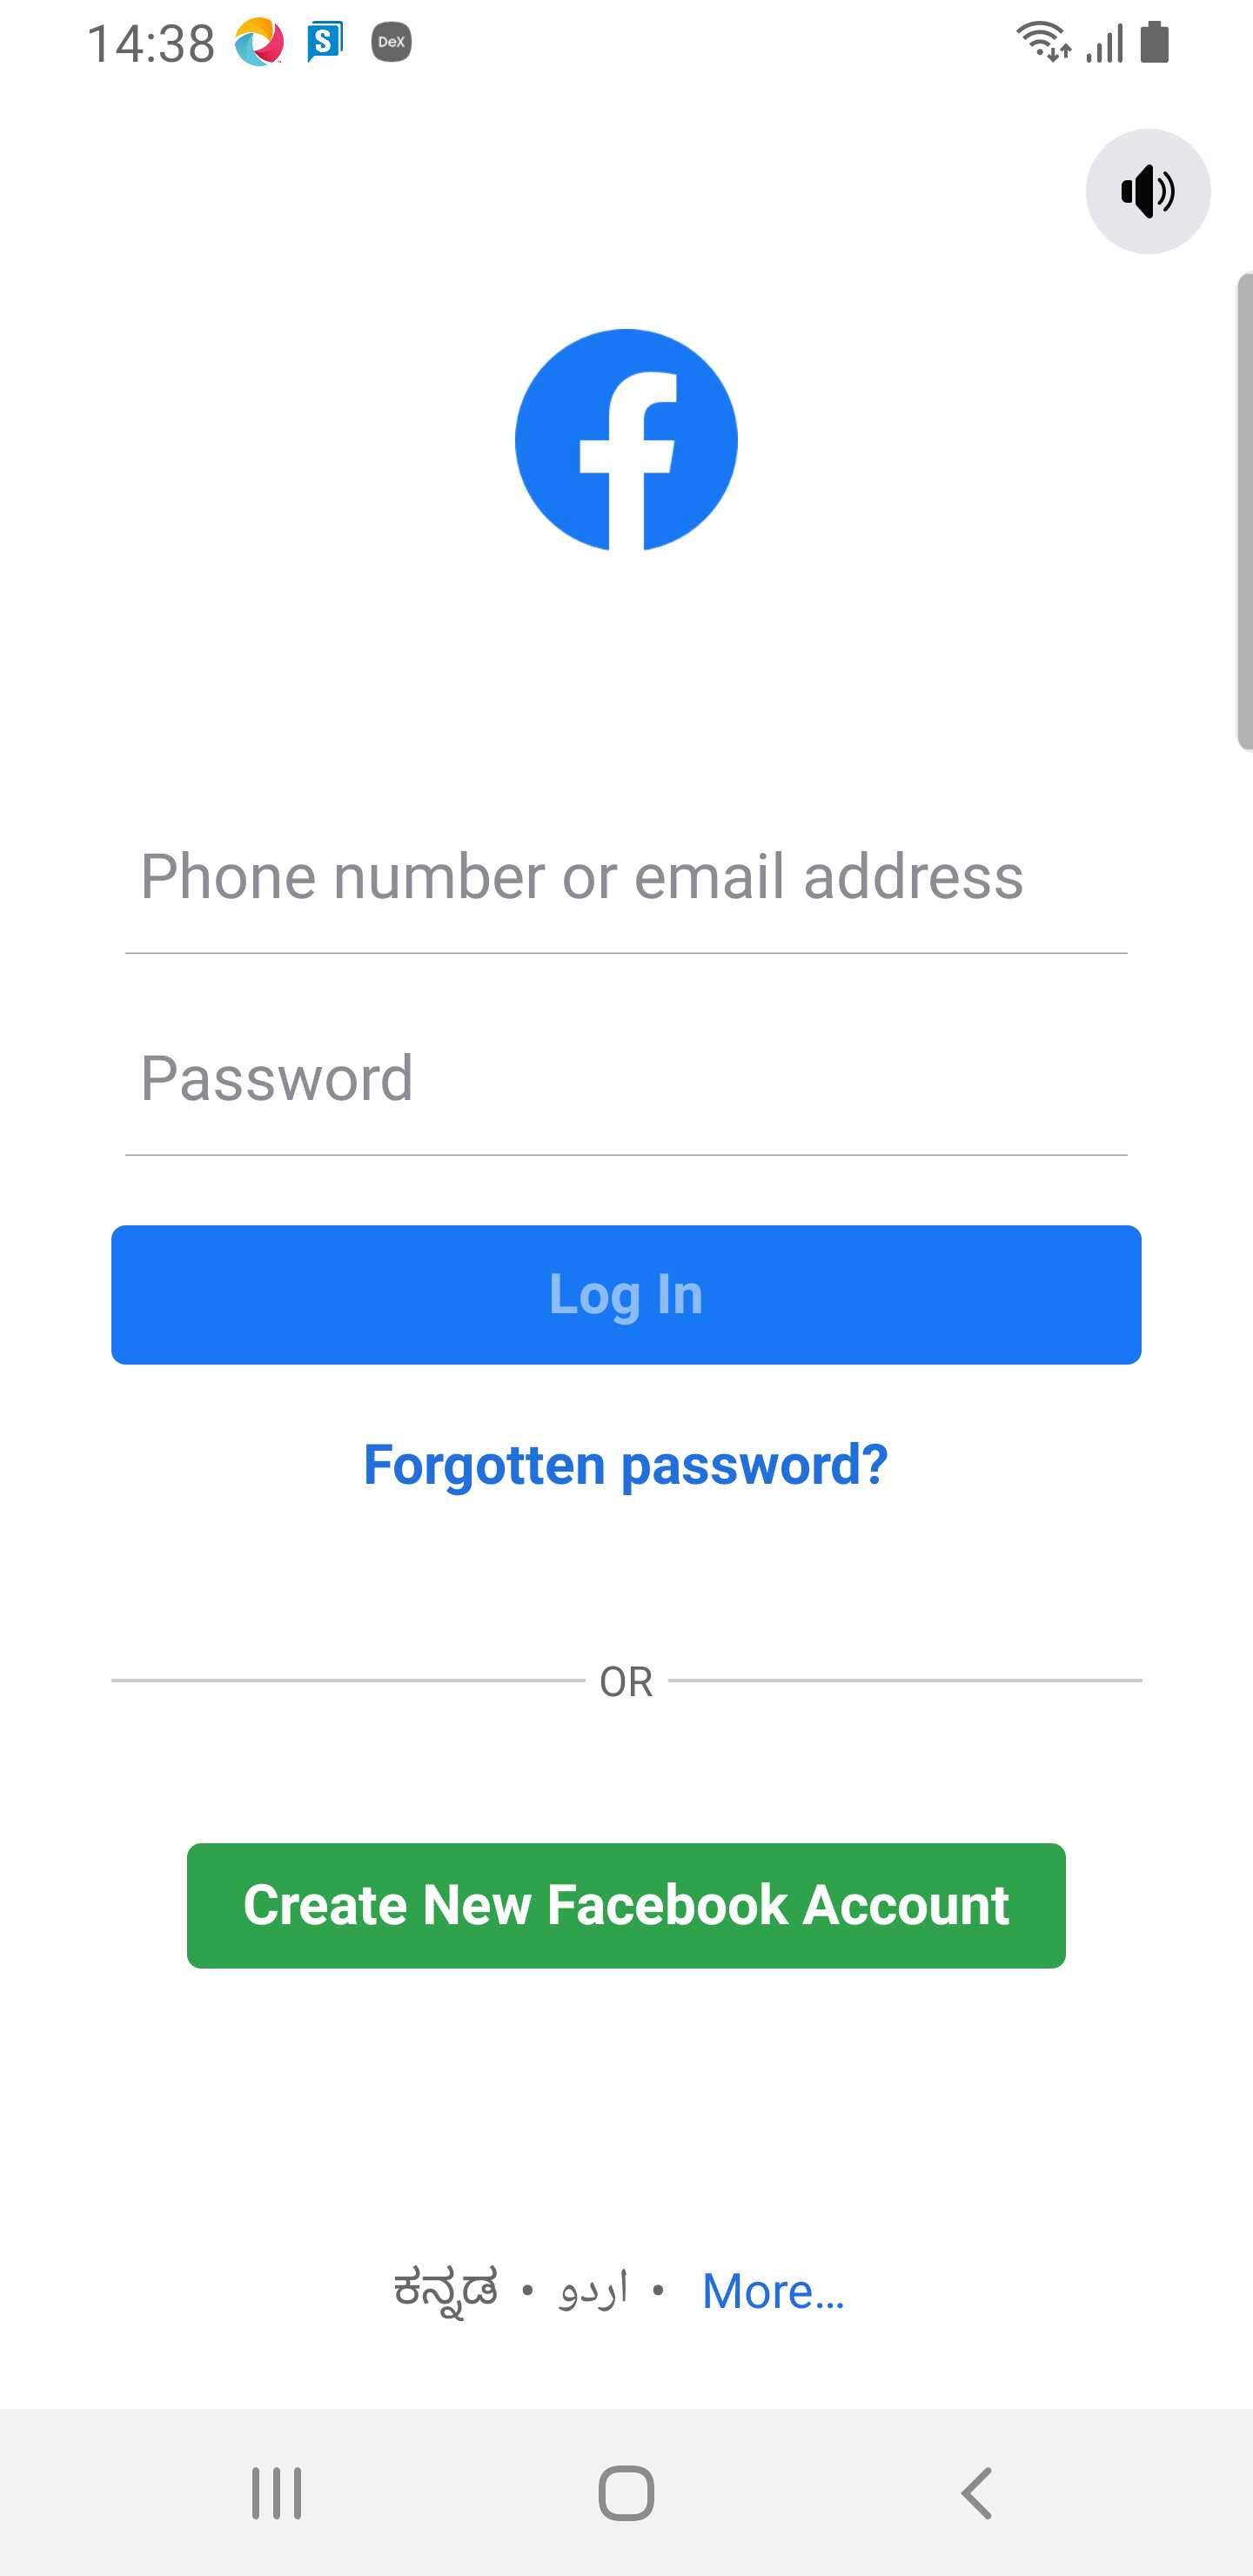 14:38 S DeX
Phone number or email address
Password
Log In
Forgotten password?
OR
Create New Facebook Account
ಕನ್ನಡ • اردو • More...